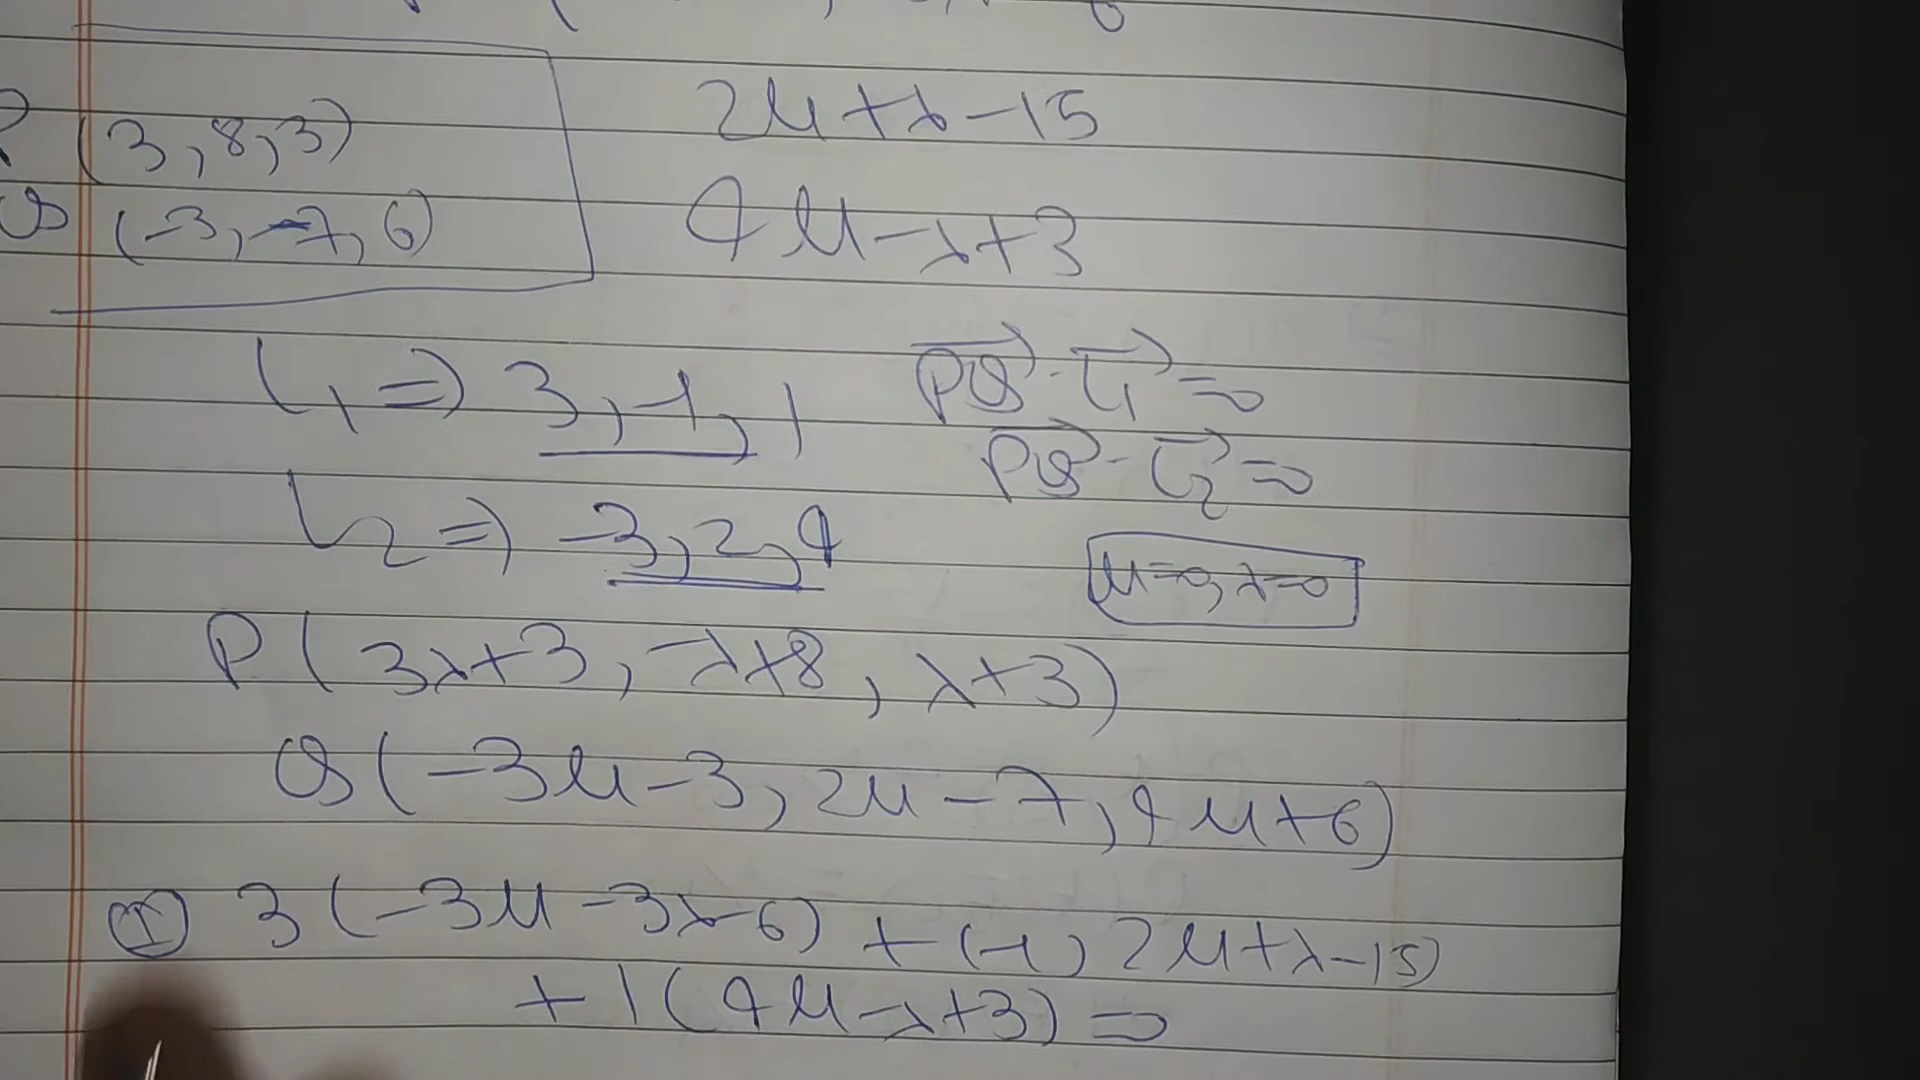 P (3, 8, 3)
Q (-3, -7, 6)
2μ+λ-15
4μ-λ+3
L₁ => 3, -1, 1
PQ⃗ · L₁⃗ = 0
L₂ => -3, 2, 4
PQ⃗ · L₂⃗ = 0
μ=0, λ=0
P( 3λ+3, -λ+8, λ+3)
Q(-3μ-3, 2μ-7, 4μ+6)
(I) 3(-3μ-3λ-6) + (-1) 2μ+λ-15)
+1(4μ-λ+3) = 0